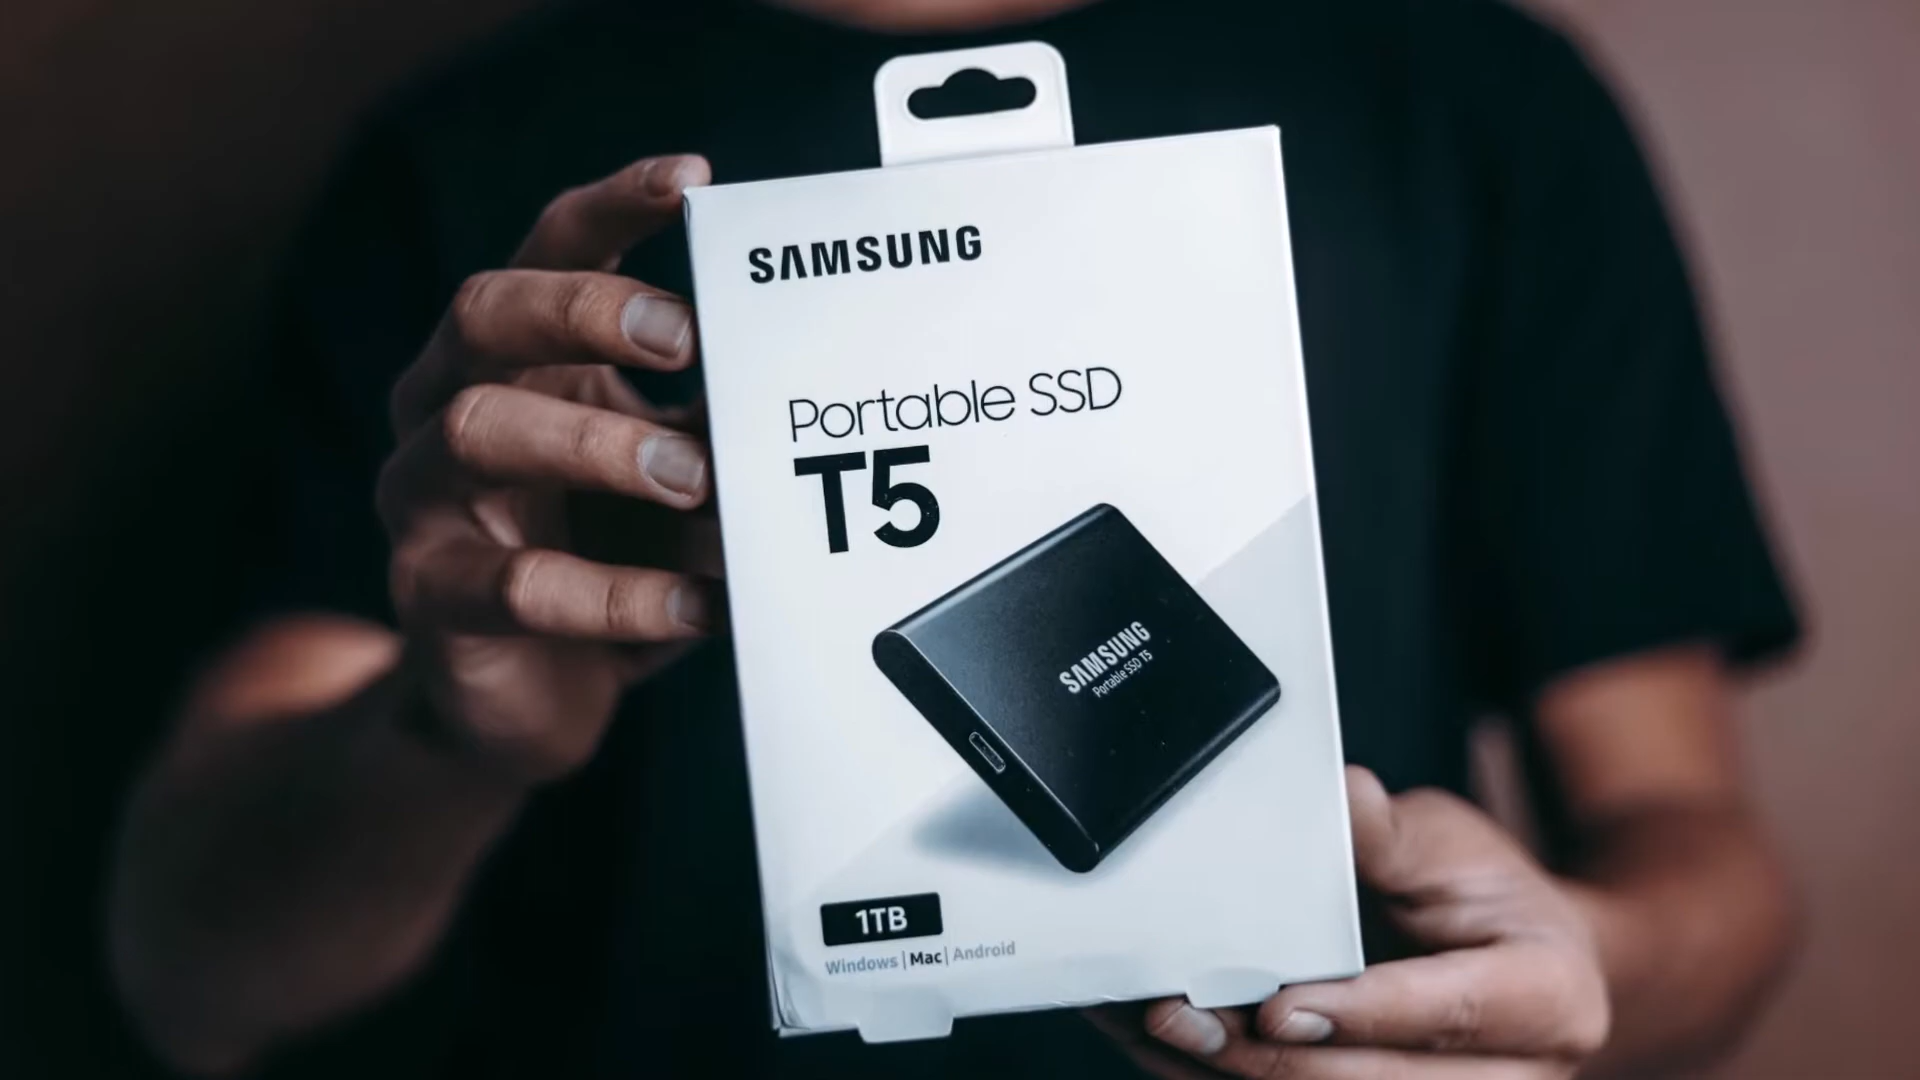 SAMSUNG
Portable SSD
T5
SAMSUNG
Portable SSD T5
1TB
Windows | Mac | Android